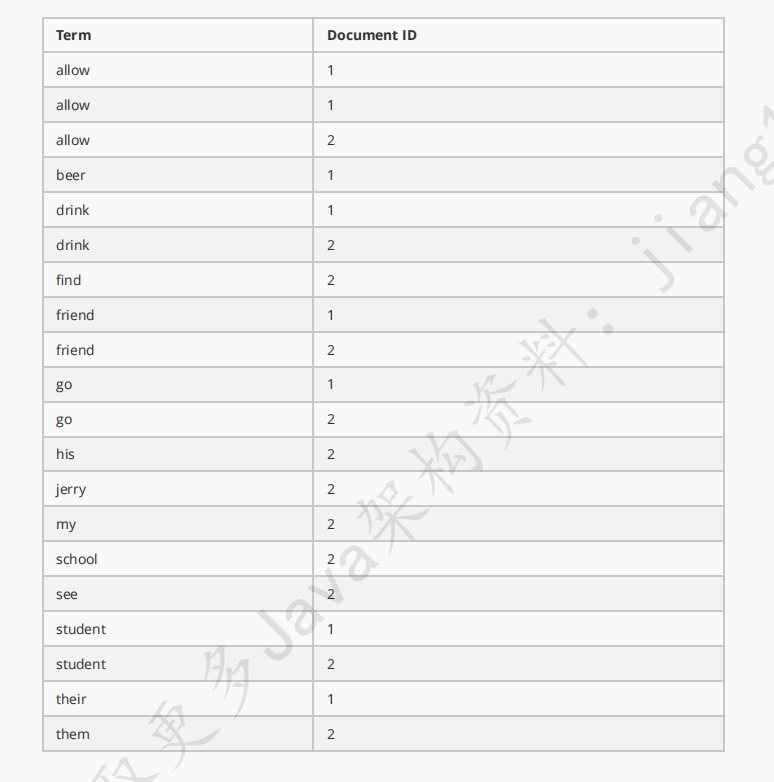 Term Document ID
allow 1
allow 1
allow 2
beer 1
drink 1
drink 2
find 2
friend 1
friend 2
go 1
go 2
his 2
jerry 2
my 2
school 2
see 2
student 1
student 2
their 1
them 2
取更多Java架构资料：jiang